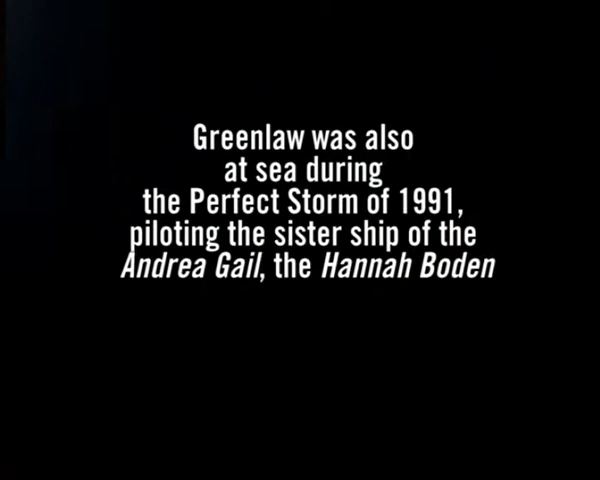 Greenlaw was also
at sea during
the Perfect Storm of 1991,
piloting the sister ship of the
Andrea Gail, the Hannah Boden